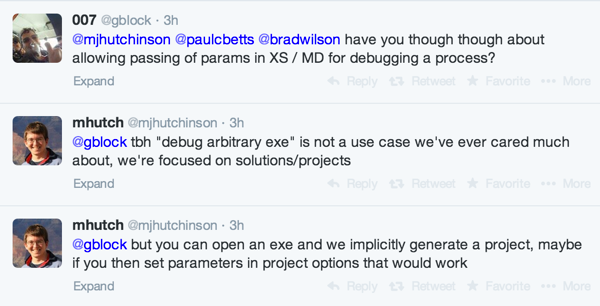 007 @gblock · 3h
@mjhutchinson @paulcbetts @bradwilson have you though though about
allowing passing of params in XS / MD for debugging a process?
Expand Reply Retweet Favorite More
mhutch @mjhutchinson · 3h
@gblock tbh "debug arbitrary exe" is not a use case we've ever cared much
about, we're focused on solutions/projects
Expand Reply Retweet Favorite More
mhutch @mjhutchinson · 3h
@gblock but you can open an exe and we implicitly generate a project, maybe
if you then set parameters in project options that would work
Expand Reply Retweet Favorite More